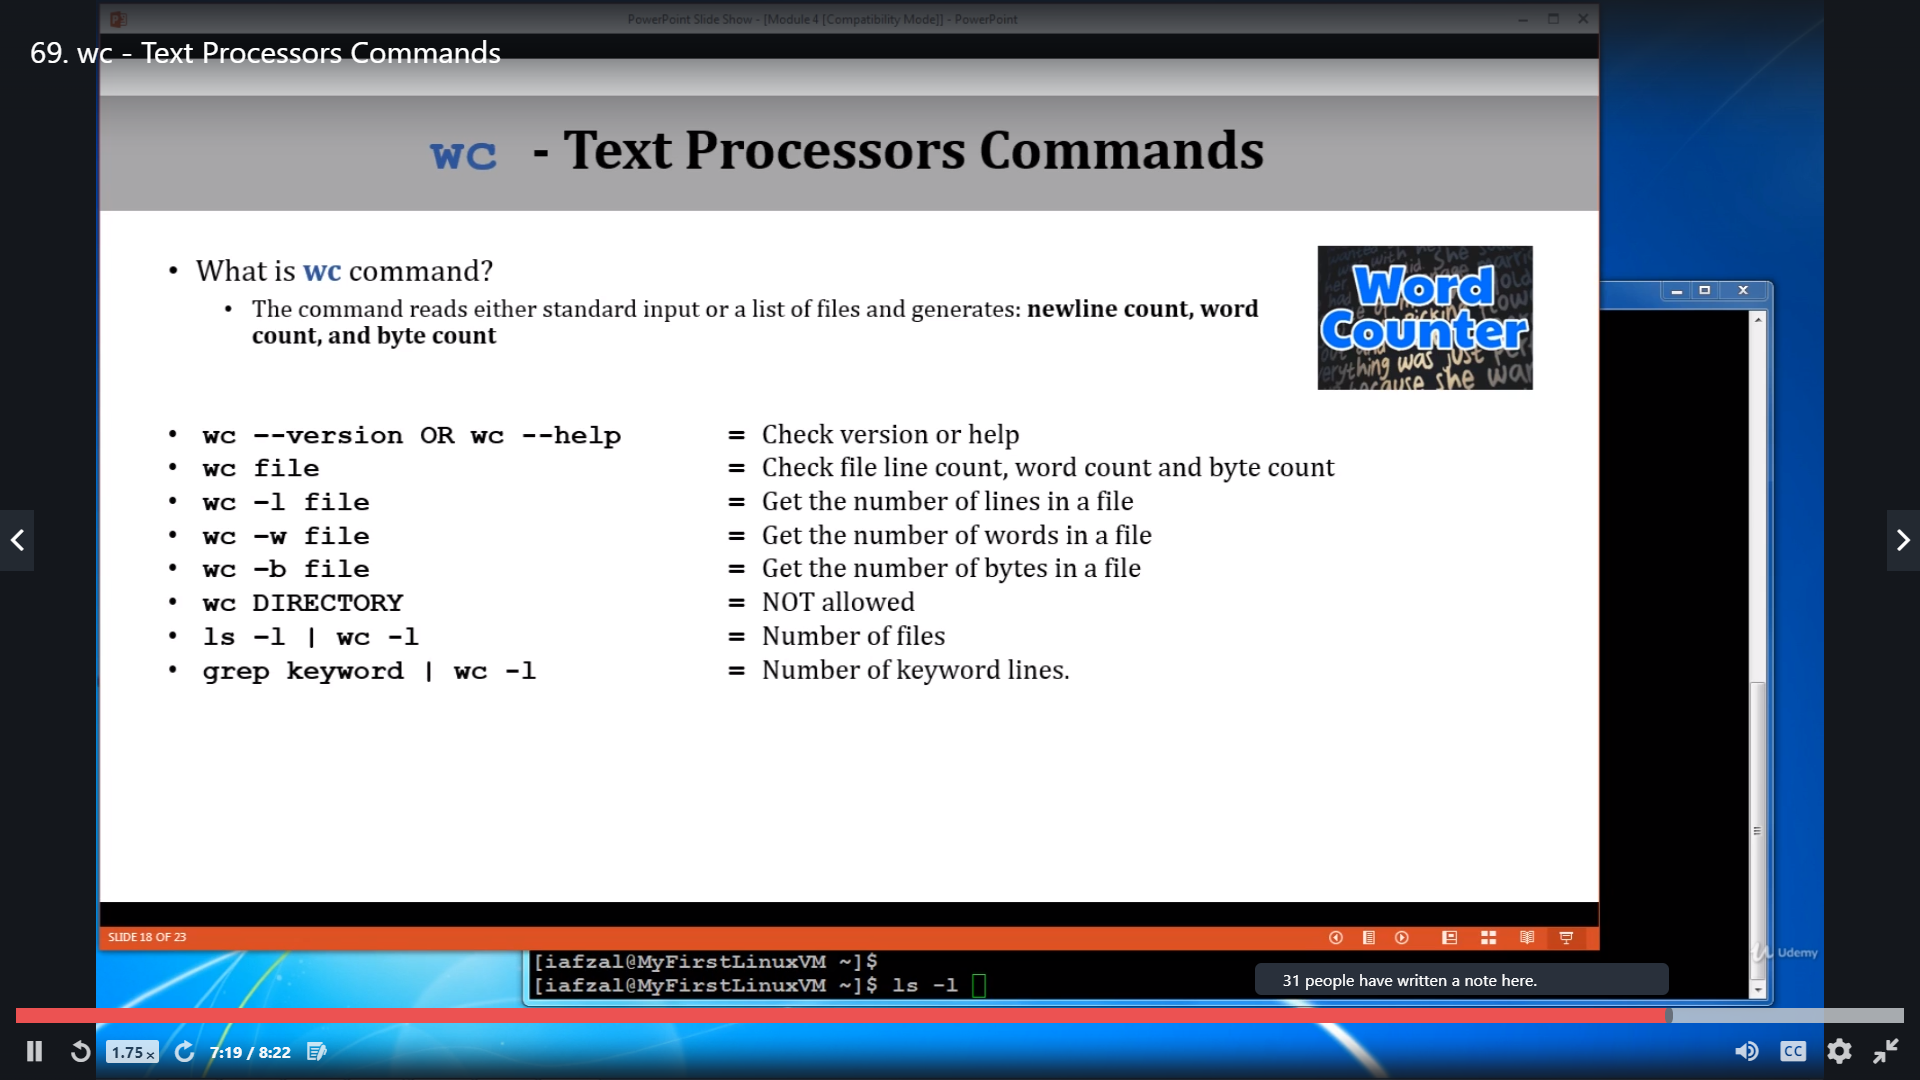 PowerPoint Slide Show - [Module 4 [Compatibility Mode]] - PowerPoint
69. wc - Text Processors Commands
wc - Text Processors Commands
• What is wc command?
• The command reads either standard input or a list of files and generates: newline count, word
count, and byte count
Word
Counter
• wc --version OR wc --help = Check version or help
• wc file = Check file line count, word count and byte count
• wc –l file = Get the number of lines in a file
• wc –w file = Get the number of words in a file
• wc –b file = Get the number of bytes in a file
• wc DIRECTORY = NOT allowed
• ls –l | wc -l = Number of files
• grep keyword | wc -l = Number of keyword lines.
SLIDE 18 OF 23
[iafzal@MyFirstLinuxVM ~]$
[iafzal@MyFirstLinuxVM ~]$ ls -l
Udemy
31 people have written a note here.
1.75x
7:19 / 8:22
CC